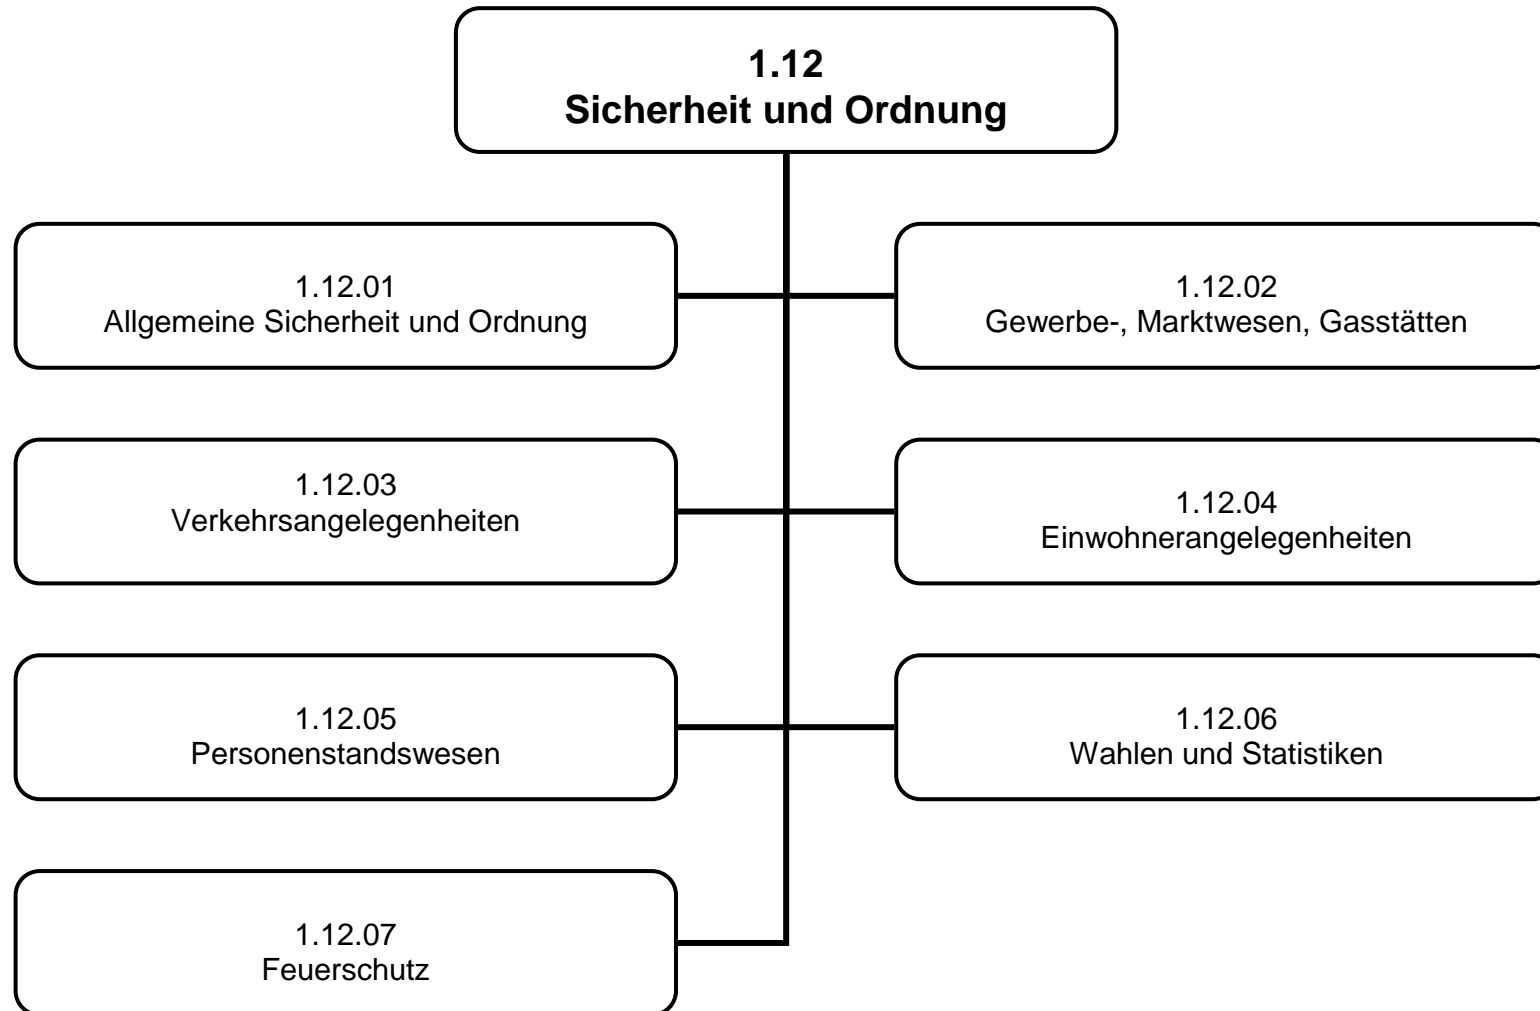 1.12
Sicherheit und Ordnung
1.12.01
Allgemeine Sicherheit und Ordnung
1.12.02
Gewerbe-, Marktwesen, Gasstätten
1.12.03
Verkehrsangelegenheiten
1.12.04
Einwohnerangelegenheiten
1.12.05
Personenstandswesen
1.12.06
Wahlen und Statistiken
1.12.07
Feuerschutz